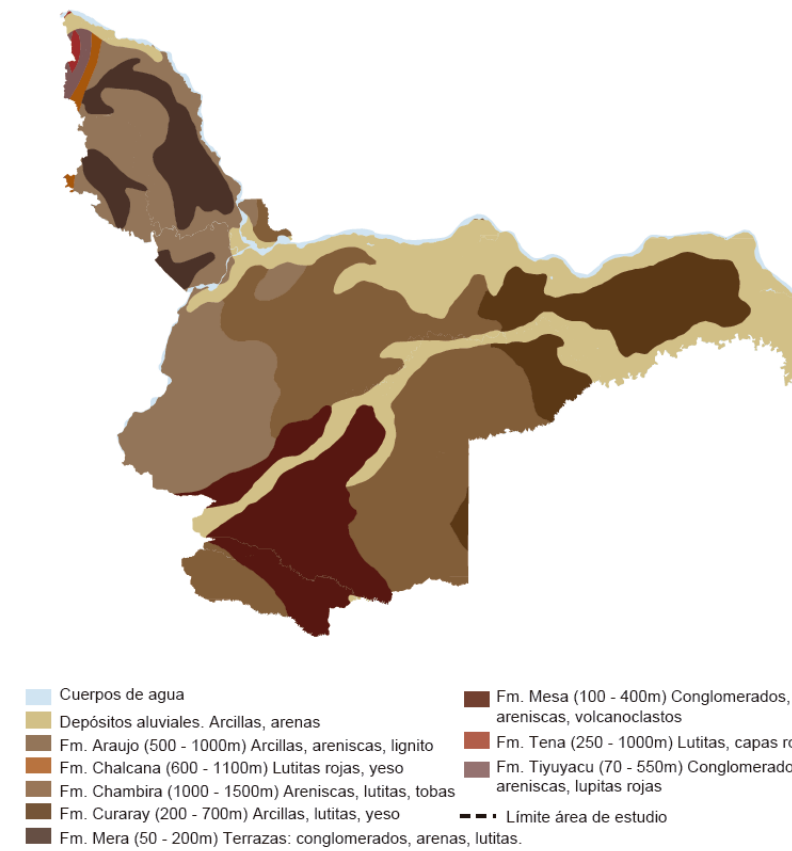 Cuerpos de agua
Depósitos aluviales. Arcillas, arenas
Fm. Araujo (500 - 1000m) Arcillas, areniscas, lignito
Fm. Chalcana (600 - 1100m) Lutitas rojas, yeso
Fm. Chambira (1000 - 1500m) Areniscas, lutitas, tobas
Fm. Curaray (200 - 700m) Arcillas, lutitas, yeso
Fm. Mera (50 - 200m) Terrazas: conglomerados, arenas, lutitas.
Fm. Mesa (100 - 400m) Conglomerados,
areniscas, volcanoclastos
Fm. Tena (250 - 1000m) Lutitas, capas
Fm. Tiyuyacu (70 - 550m) Conglomerado
areniscas, lupitas rojas
Límite área de estudio